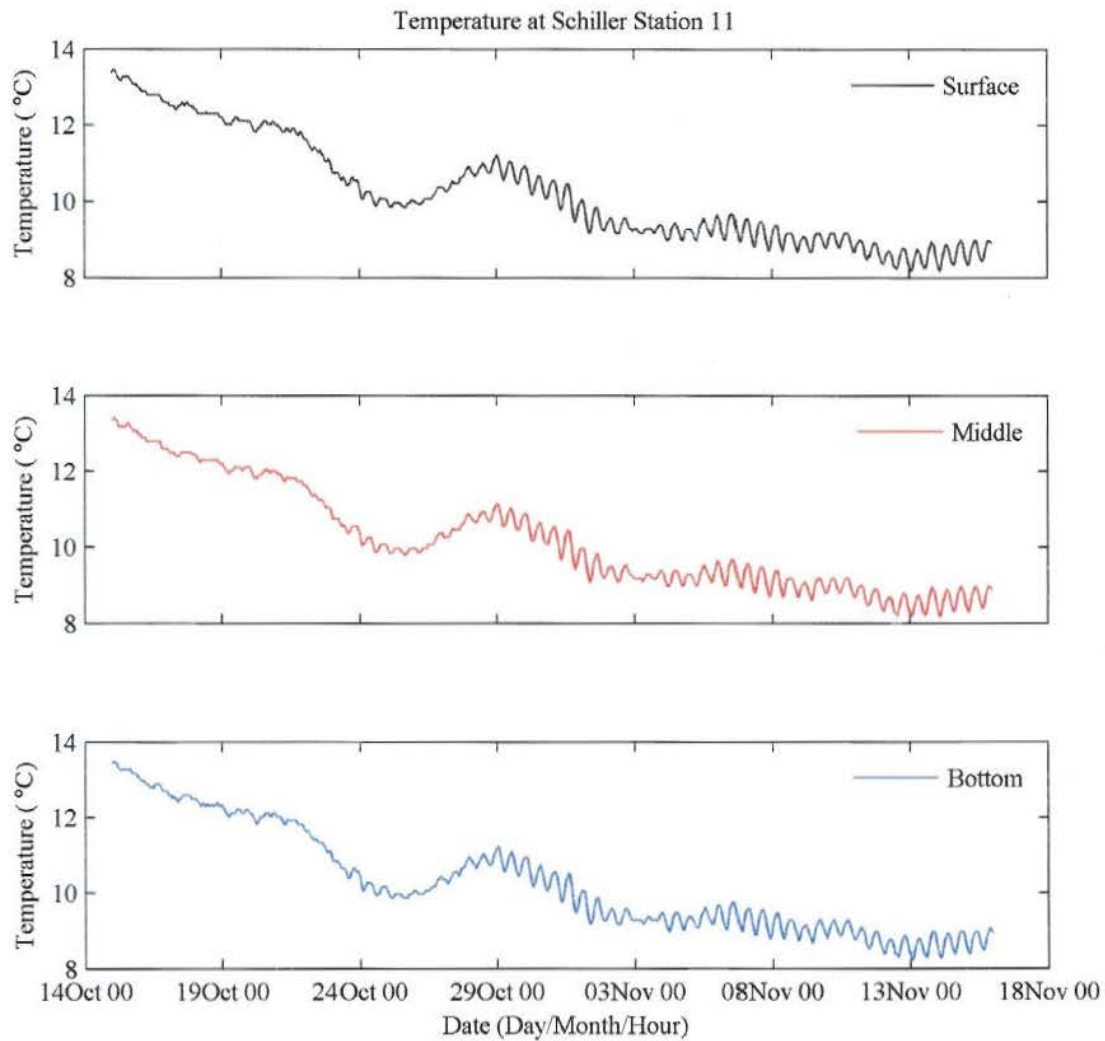 Temperature at Schiller Station 11
14
12
10
8
Temperature ( °C)
Surface
14
12
10
8
Temperature ( °C)
Middle
14
12
10
8
Temperature ( °C)
Bottom
14Oct 00 19Oct 00 24Oct 00 29Oct 00 03Nov 00 08Nov 00 13Nov 00 18Nov 00
Date (Day/Month/Hour)